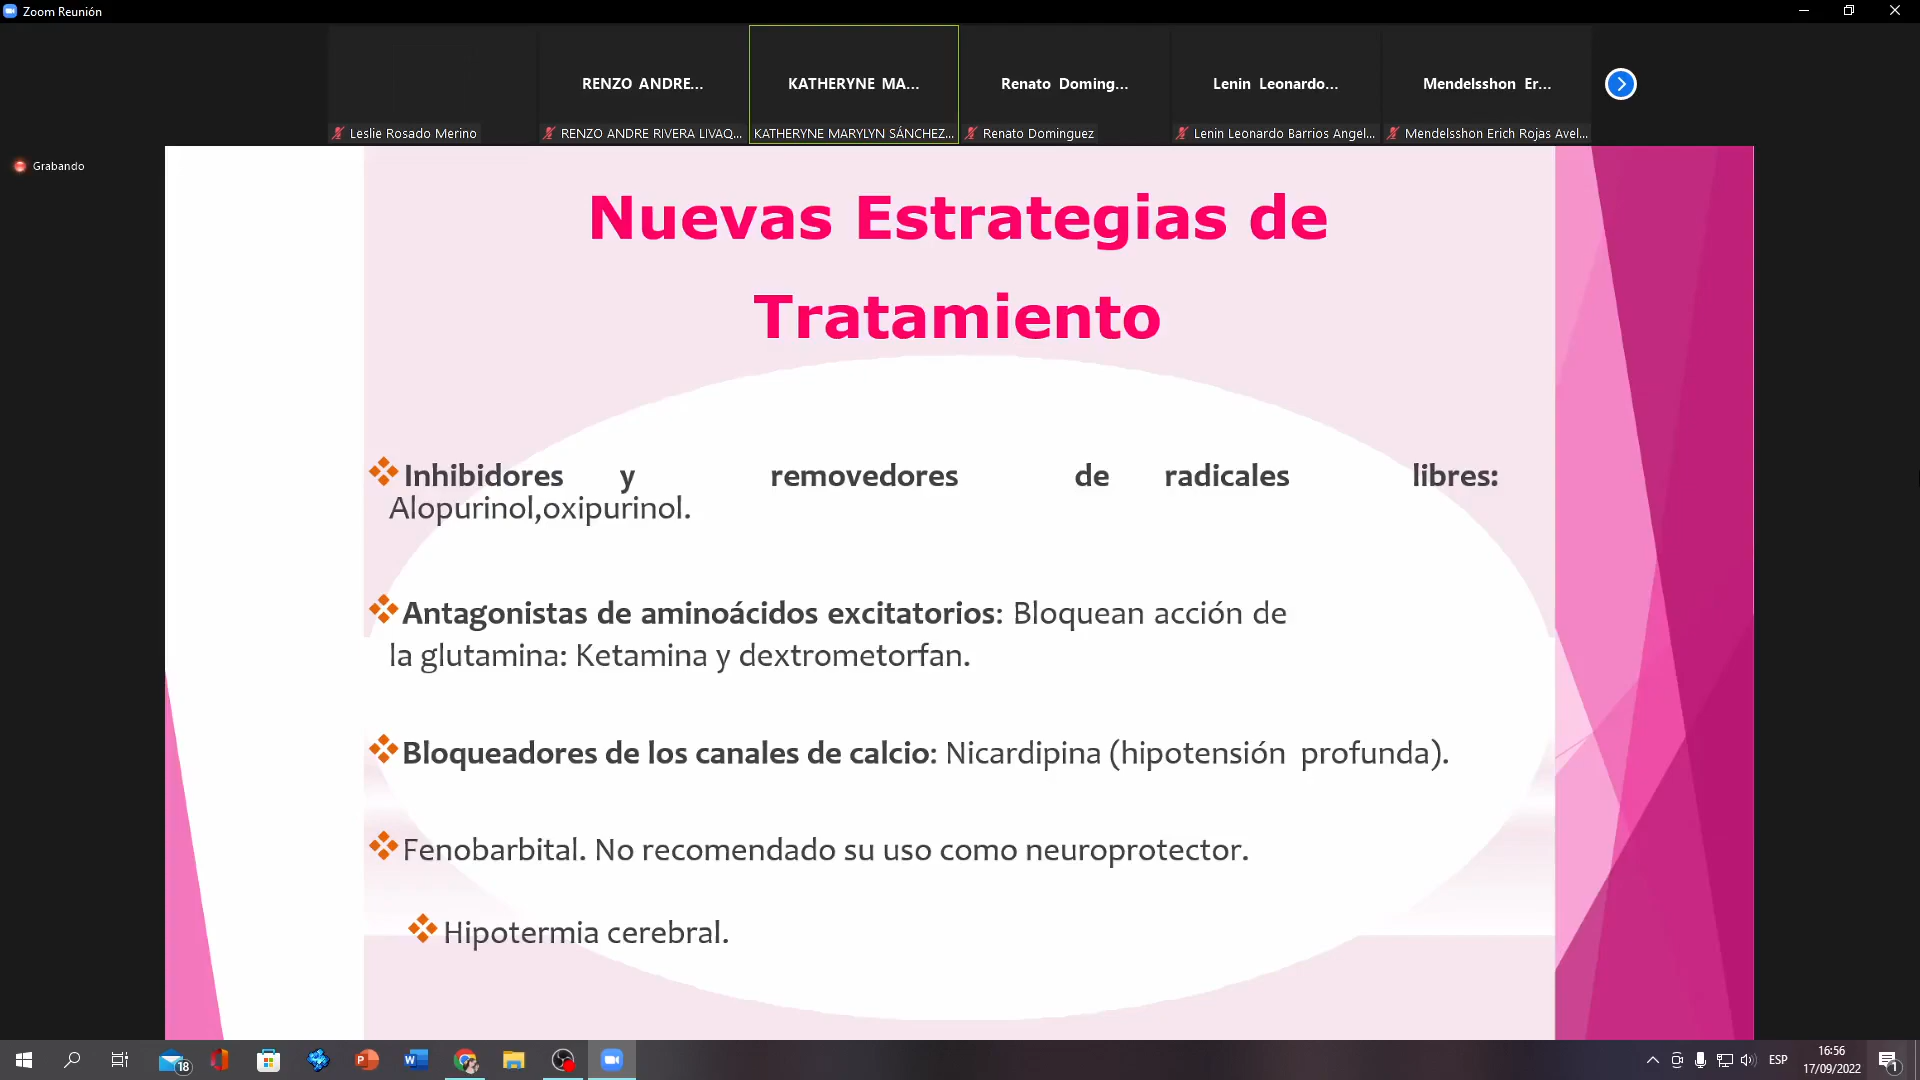 Zoom Reunión
RENZO ANDRE...
KATHERYNE MA...
Renato Doming...
Lenin Leonardo...
Mendelsshon Er...
Leslie Rosado Merino
RENZO ANDRE RIVERA LIVAQ...
KATHERYNE MARYLYN SÁNCHEZ...
Renato Dominguez
Lenin Leonardo Barrios Angel...
Mendelsshon Erich Rojas Avel...
Grabando
Nuevas Estrategias de
Tratamiento
Inhibidores y removedores de radicales libres:
Alopurinol,oxipurinol.
Antagonistas de aminoácidos excitatorios: Bloquean acción de
la glutamina: Ketamina y dextrometorfan.
Bloqueadores de los canales de calcio: Nicardipina (hipotensión profunda).
Fenobarbital. No recomendado su uso como neuroprotector.
Hipotermia cerebral.
18
ESP
16:56
17/09/2022
1